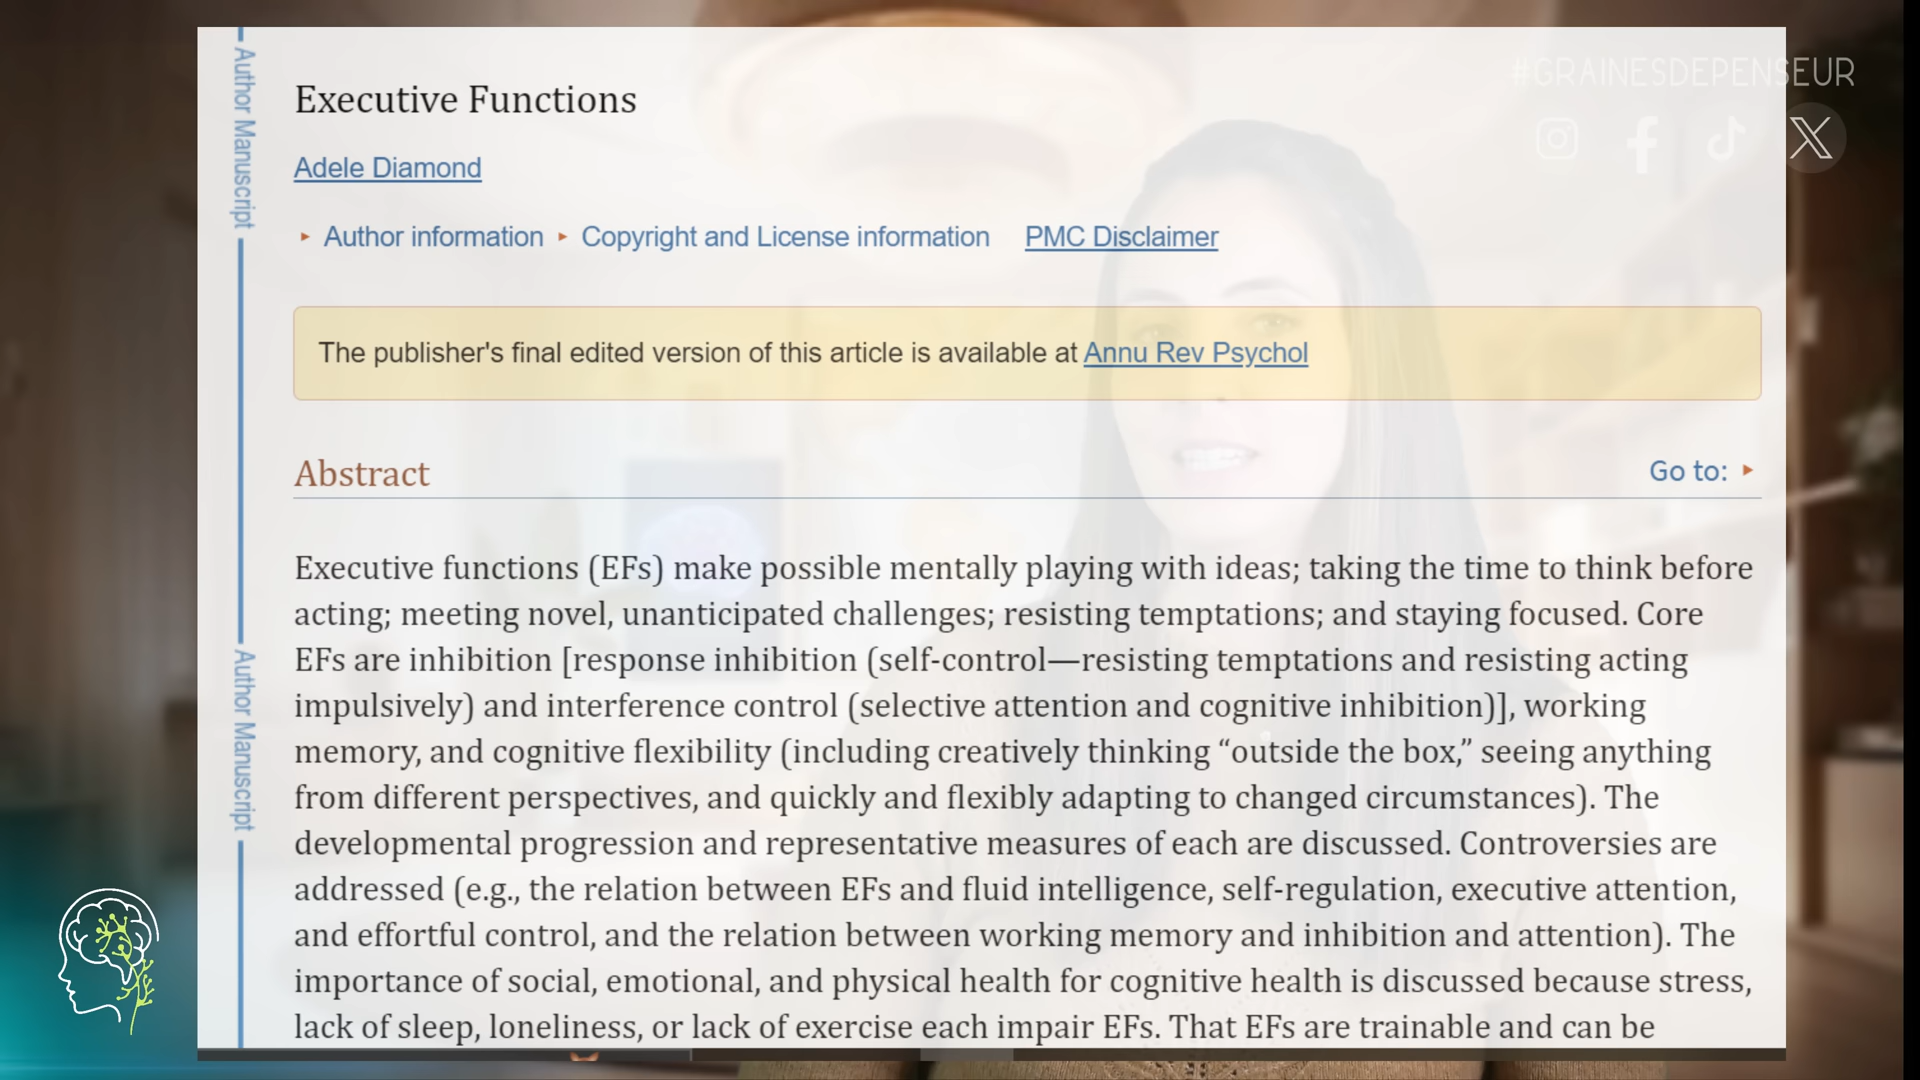 #GRAINESDEPENSEUR
Author Manuscript
Executive Functions
Adele Diamond
Author information Copyright and License information PMC Disclaimer
The publisher's final edited version of this article is available at Annu Rev Psychol
Abstract
Go to:
Executive functions (EFs) make possible mentally playing with ideas; taking the time to think before
acting; meeting novel, unanticipated challenges; resisting temptations; and staying focused. Core
EFs are inhibition [response inhibition (self-control—resisting temptations and resisting acting
impulsively) and interference control (selective attention and cognitive inhibition)], working
memory, and cognitive flexibility (including creatively thinking “outside the box,” seeing anything
from different perspectives, and quickly and flexibly adapting to changed circumstances). The
developmental progression and representative measures of each are discussed. Controversies are
addressed (e.g., the relation between EFs and fluid intelligence, self-regulation, executive attention,
and effortful control, and the relation between working memory and inhibition and attention). The
importance of social, emotional, and physical health for cognitive health is discussed because stress,
lack of sleep, loneliness, or lack of exercise each impair EFs. That EFs are trainable and can be
Author Manuscript